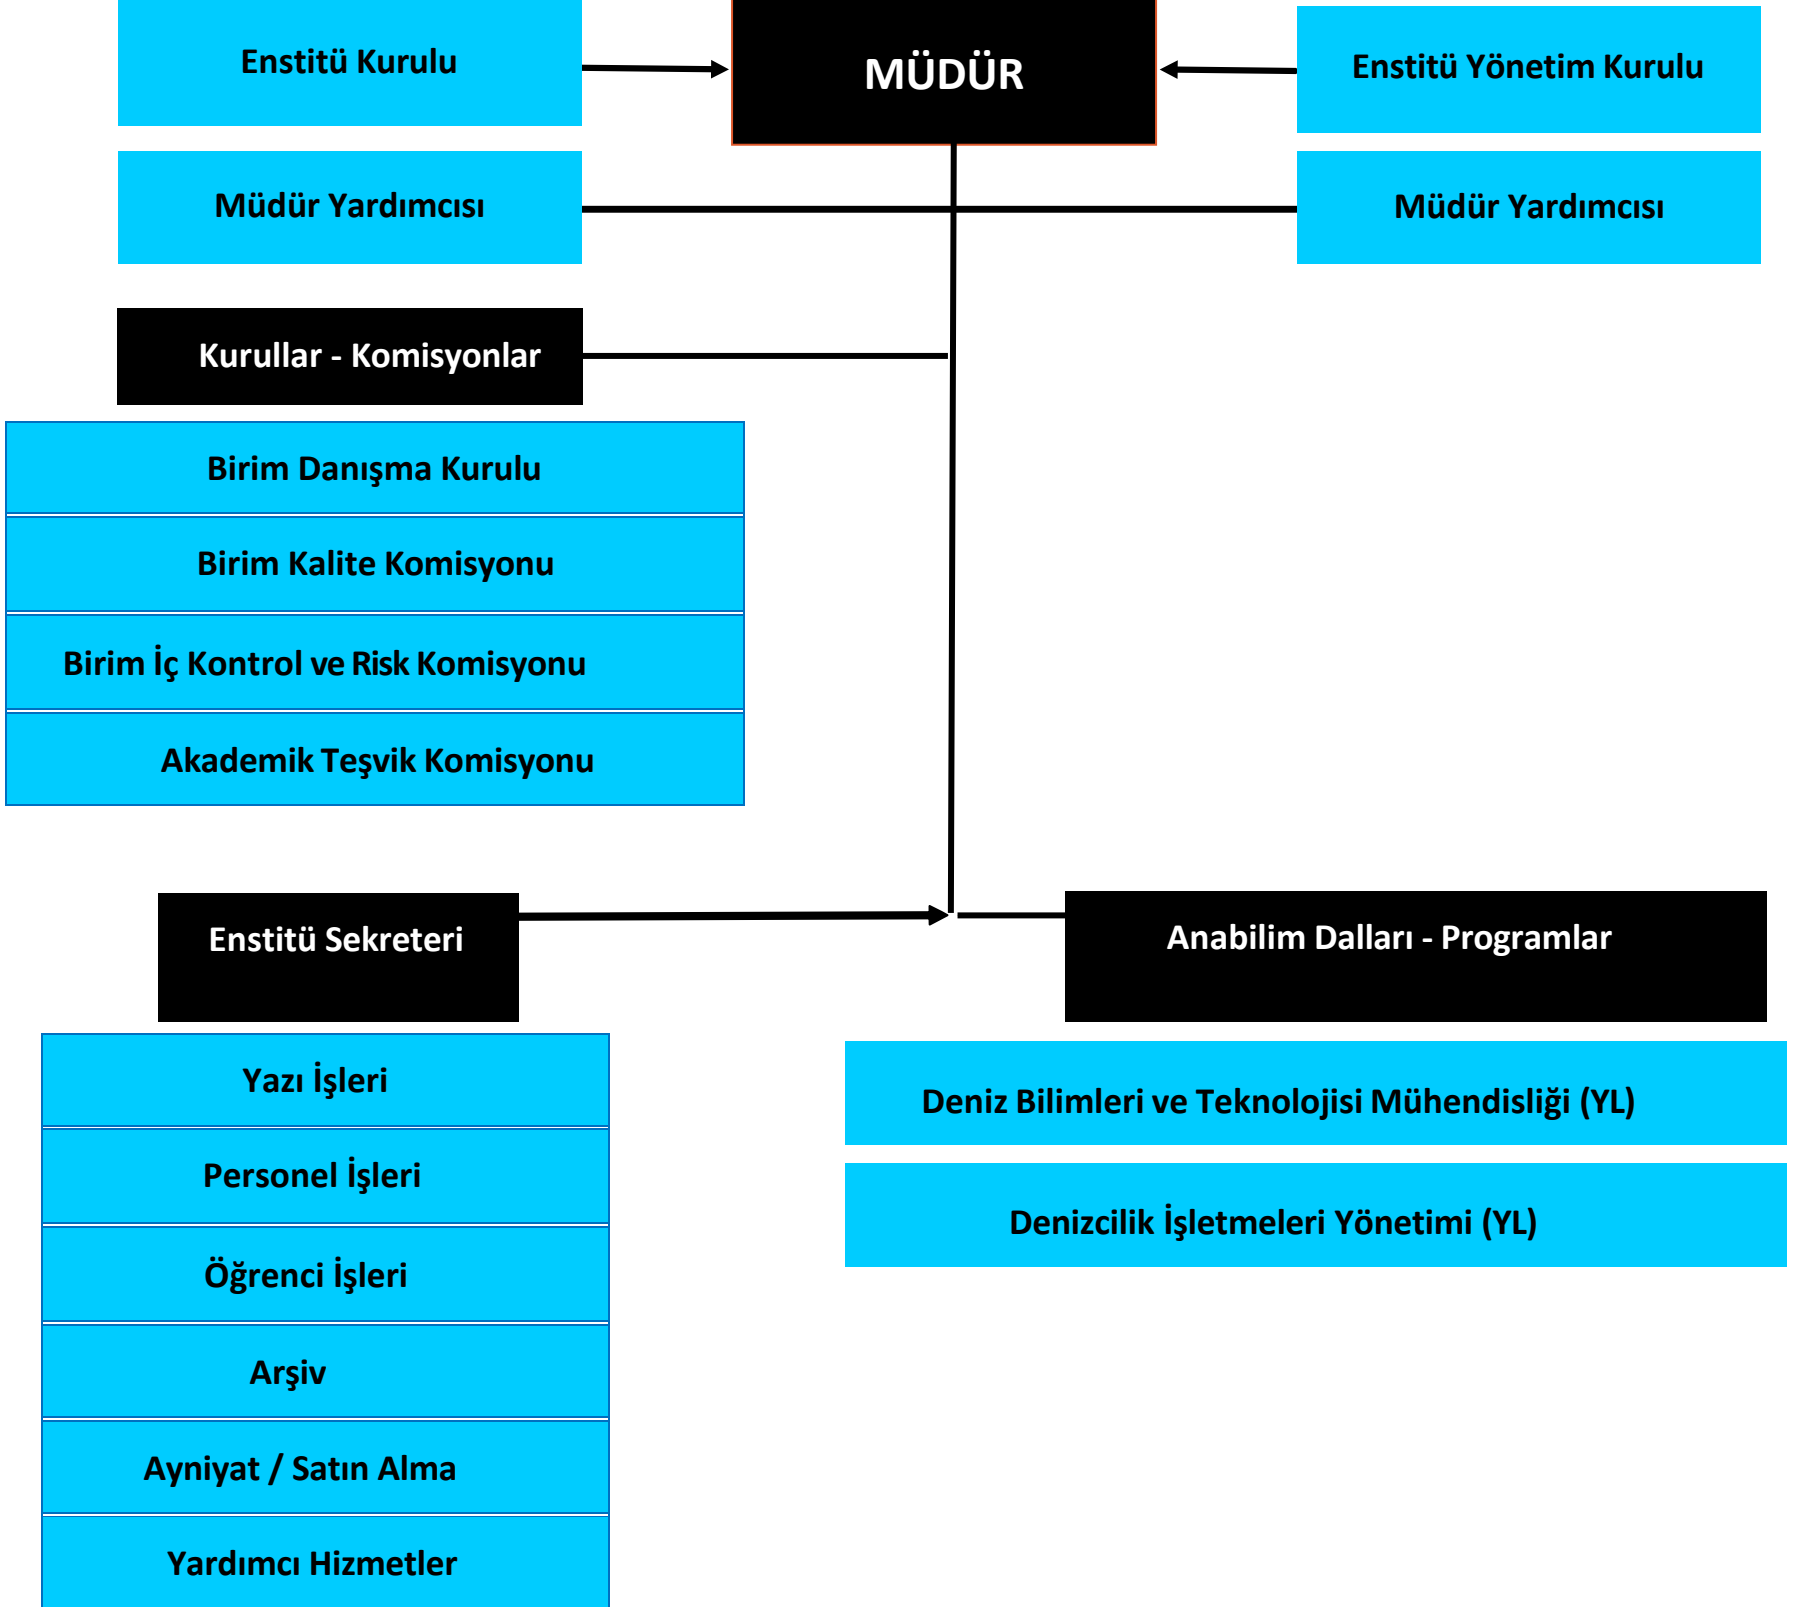 Enstitü Kurulu
MÜDÜR
Enstitü Yönetim Kurulu
Müdür Yardımcısı
Müdür Yardımcısı
Kurullar - Komisyonlar
Birim Danışma Kurulu
Birim Kalite Komisyonu
Birim İç Kontrol ve Risk Komisyonu
Akademik Teşvik Komisyonu
Enstitü Sekreteri
Yazı İşleri
Personel İşleri
Öğrenci İşleri
Arşiv
Ayniyat / Satın Alma
Yardımcı Hizmetler
Anabilim Dalları - Programlar
Deniz Bilimleri ve Teknolojisi Mühendisliği (YL)
Denizcilik İşletmeleri Yönetimi (YL)